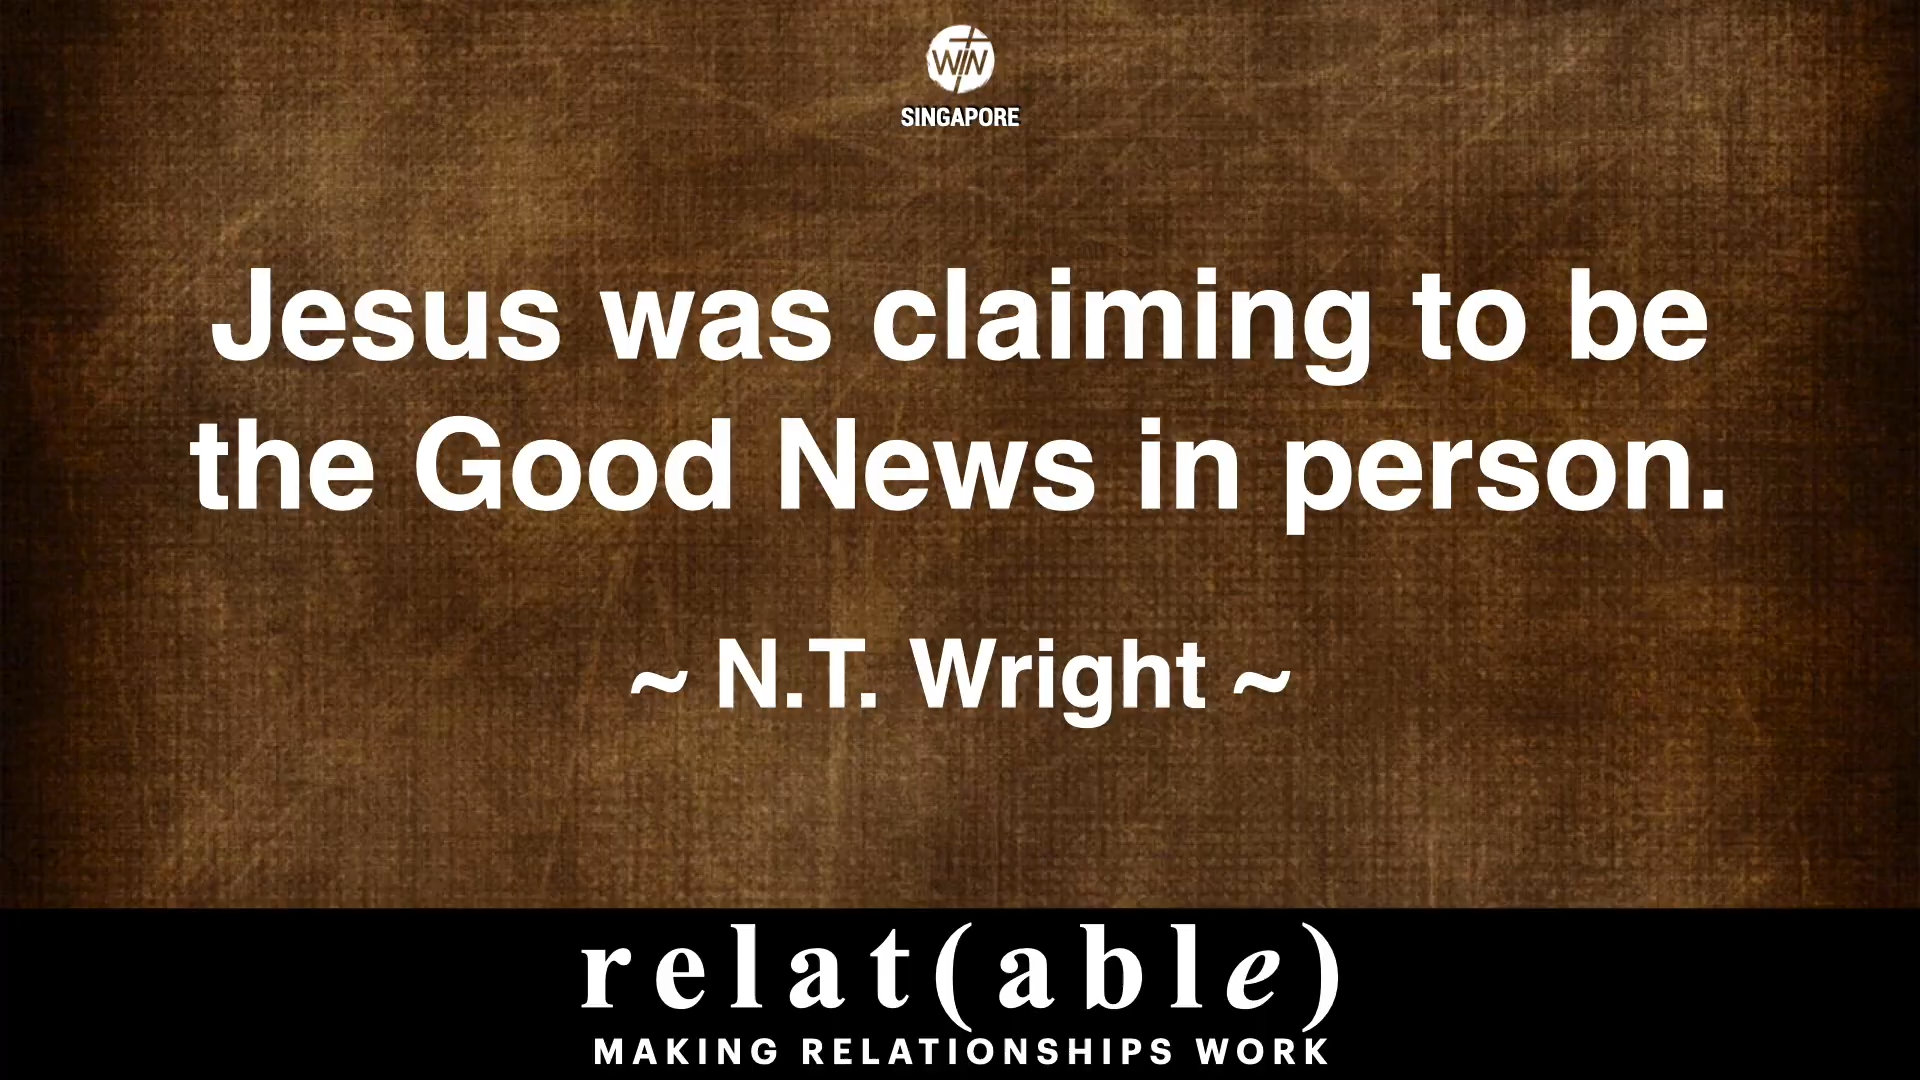 WIN
SINGAPORE
Jesus was claiming to be
the Good News in person.
~ N.T. Wright ~
relat(able)
MAKING RELATIONSHIPS WORK